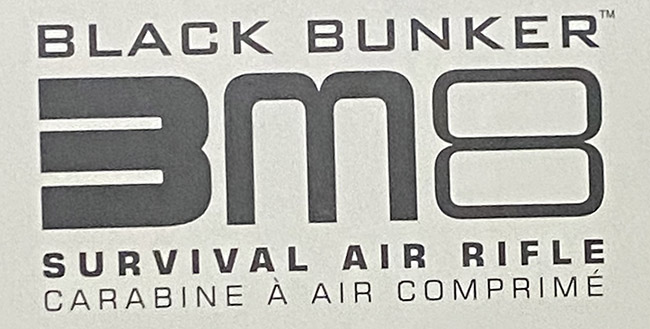 BLACK BUNKER™
BM8
SURVIVAL AIR RIFLE
CARABINE À AIR COMPRIMÉ